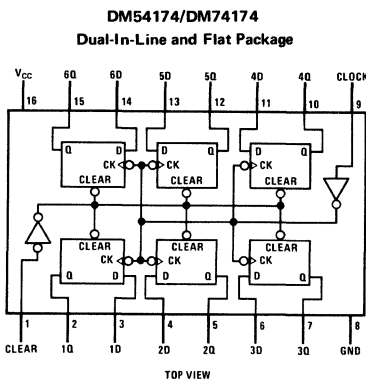 DM54174/DM74174
Dual-In-Line and Flat Package
VCC 6Q 6D 5D 5Q 4D 4Q CLOCK
16 15 14 13 12 11 10 9
Q D D Q D Q
CK CK CK
CLEAR CLEAR CLEAR
CLEAR CLEAR CLEAR
CK CK CK
Q D D Q D Q
1 2 3 4 5 6 7 8
CLEAR 1Q 1D 2D 2Q 3D 3Q GND
TOP VIEW